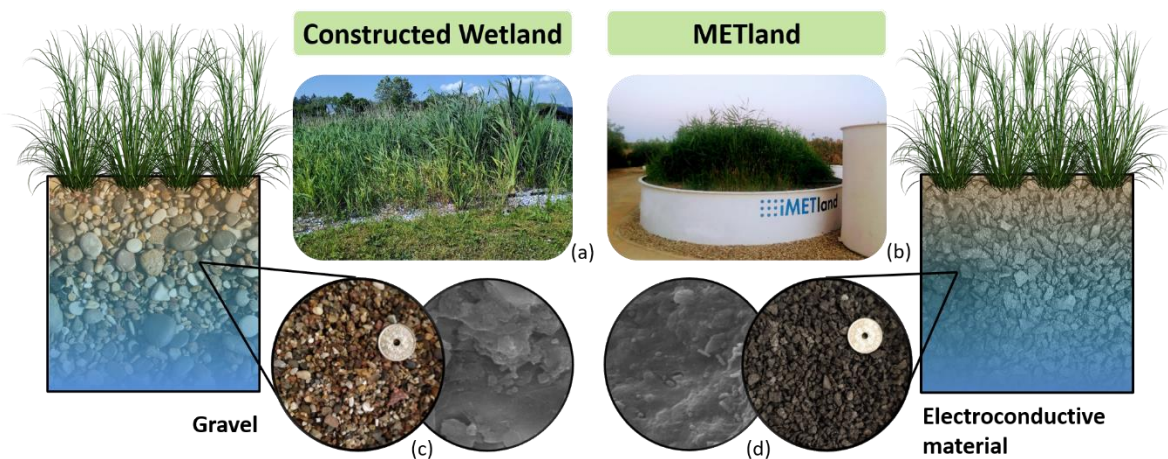 Constructed Wetland
METland
(a)
iMETland
(b)
Gravel
(c)
(d)
Electroconductive
material